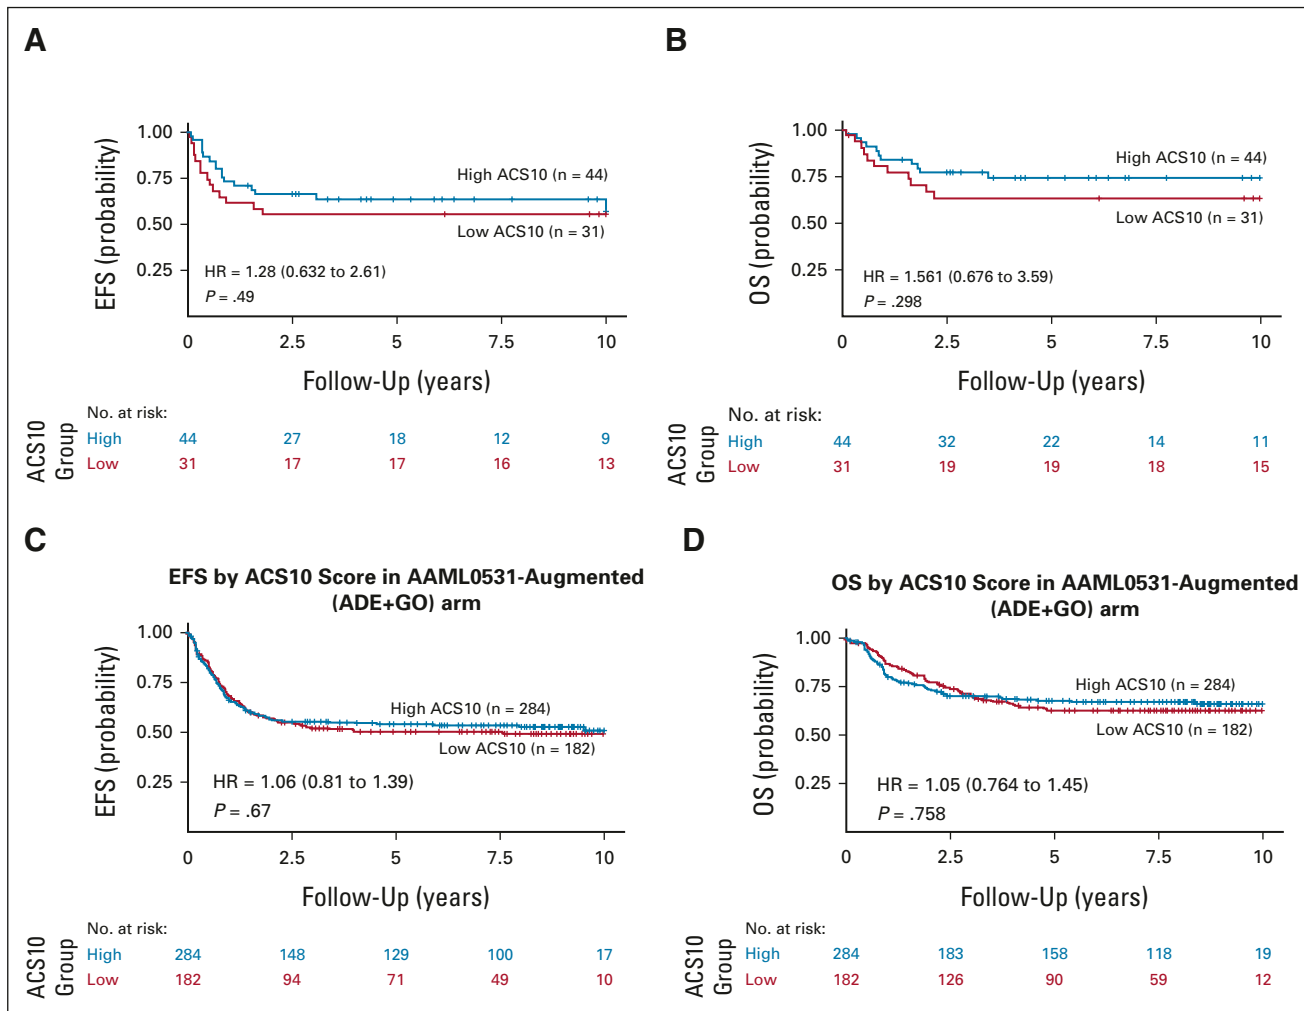 A
EFS (probability)
1.00
0.75
0.50
0.25
High ACS10 (n = 44)
Low ACS10 (n = 31)
HR = 1.28 (0.632 to 2.61)
P = .49
0 2.5 5 7.5 10
Follow-Up (years)
No. at risk:
ACS10 Group
High 44 27 18 12 9
Low 31 17 17 16 13
B
OS (probability)
1.00
0.75
0.50
0.25
High ACS10 (n = 44)
Low ACS10 (n = 31)
HR = 1.561 (0.676 to 3.59)
P = .298
0 2.5 5 7.5 10
Follow-Up (years)
No. at risk:
ACS10 Group
High 44 32 22 14 11
Low 31 19 19 18 15
C
EFS by ACS10 Score in AAML0531-Augmented
(ADE+GO) arm
EFS (probability)
1.00
0.75
0.50
0.25
High ACS10 (n = 284)
Low ACS10 (n = 182)
HR = 1.06 (0.81 to 1.39)
P = .67
0 2.5 5 7.5 10
Follow-Up (years)
No. at risk:
ACS10 Group
High 284 148 129 100 17
Low 182 94 71 49 10
D
OS by ACS10 Score in AAML0531-Augmented
(ADE+GO) arm
OS (probability)
1.00
0.75
0.50
0.25
High ACS10 (n = 284)
Low ACS10 (n = 182)
HR = 1.05 (0.764 to 1.45)
P = .758
0 2.5 5 7.5 10
Follow-Up (years)
No. at risk:
ACS10 Group
High 284 183 158 118 19
Low 182 126 90 59 12